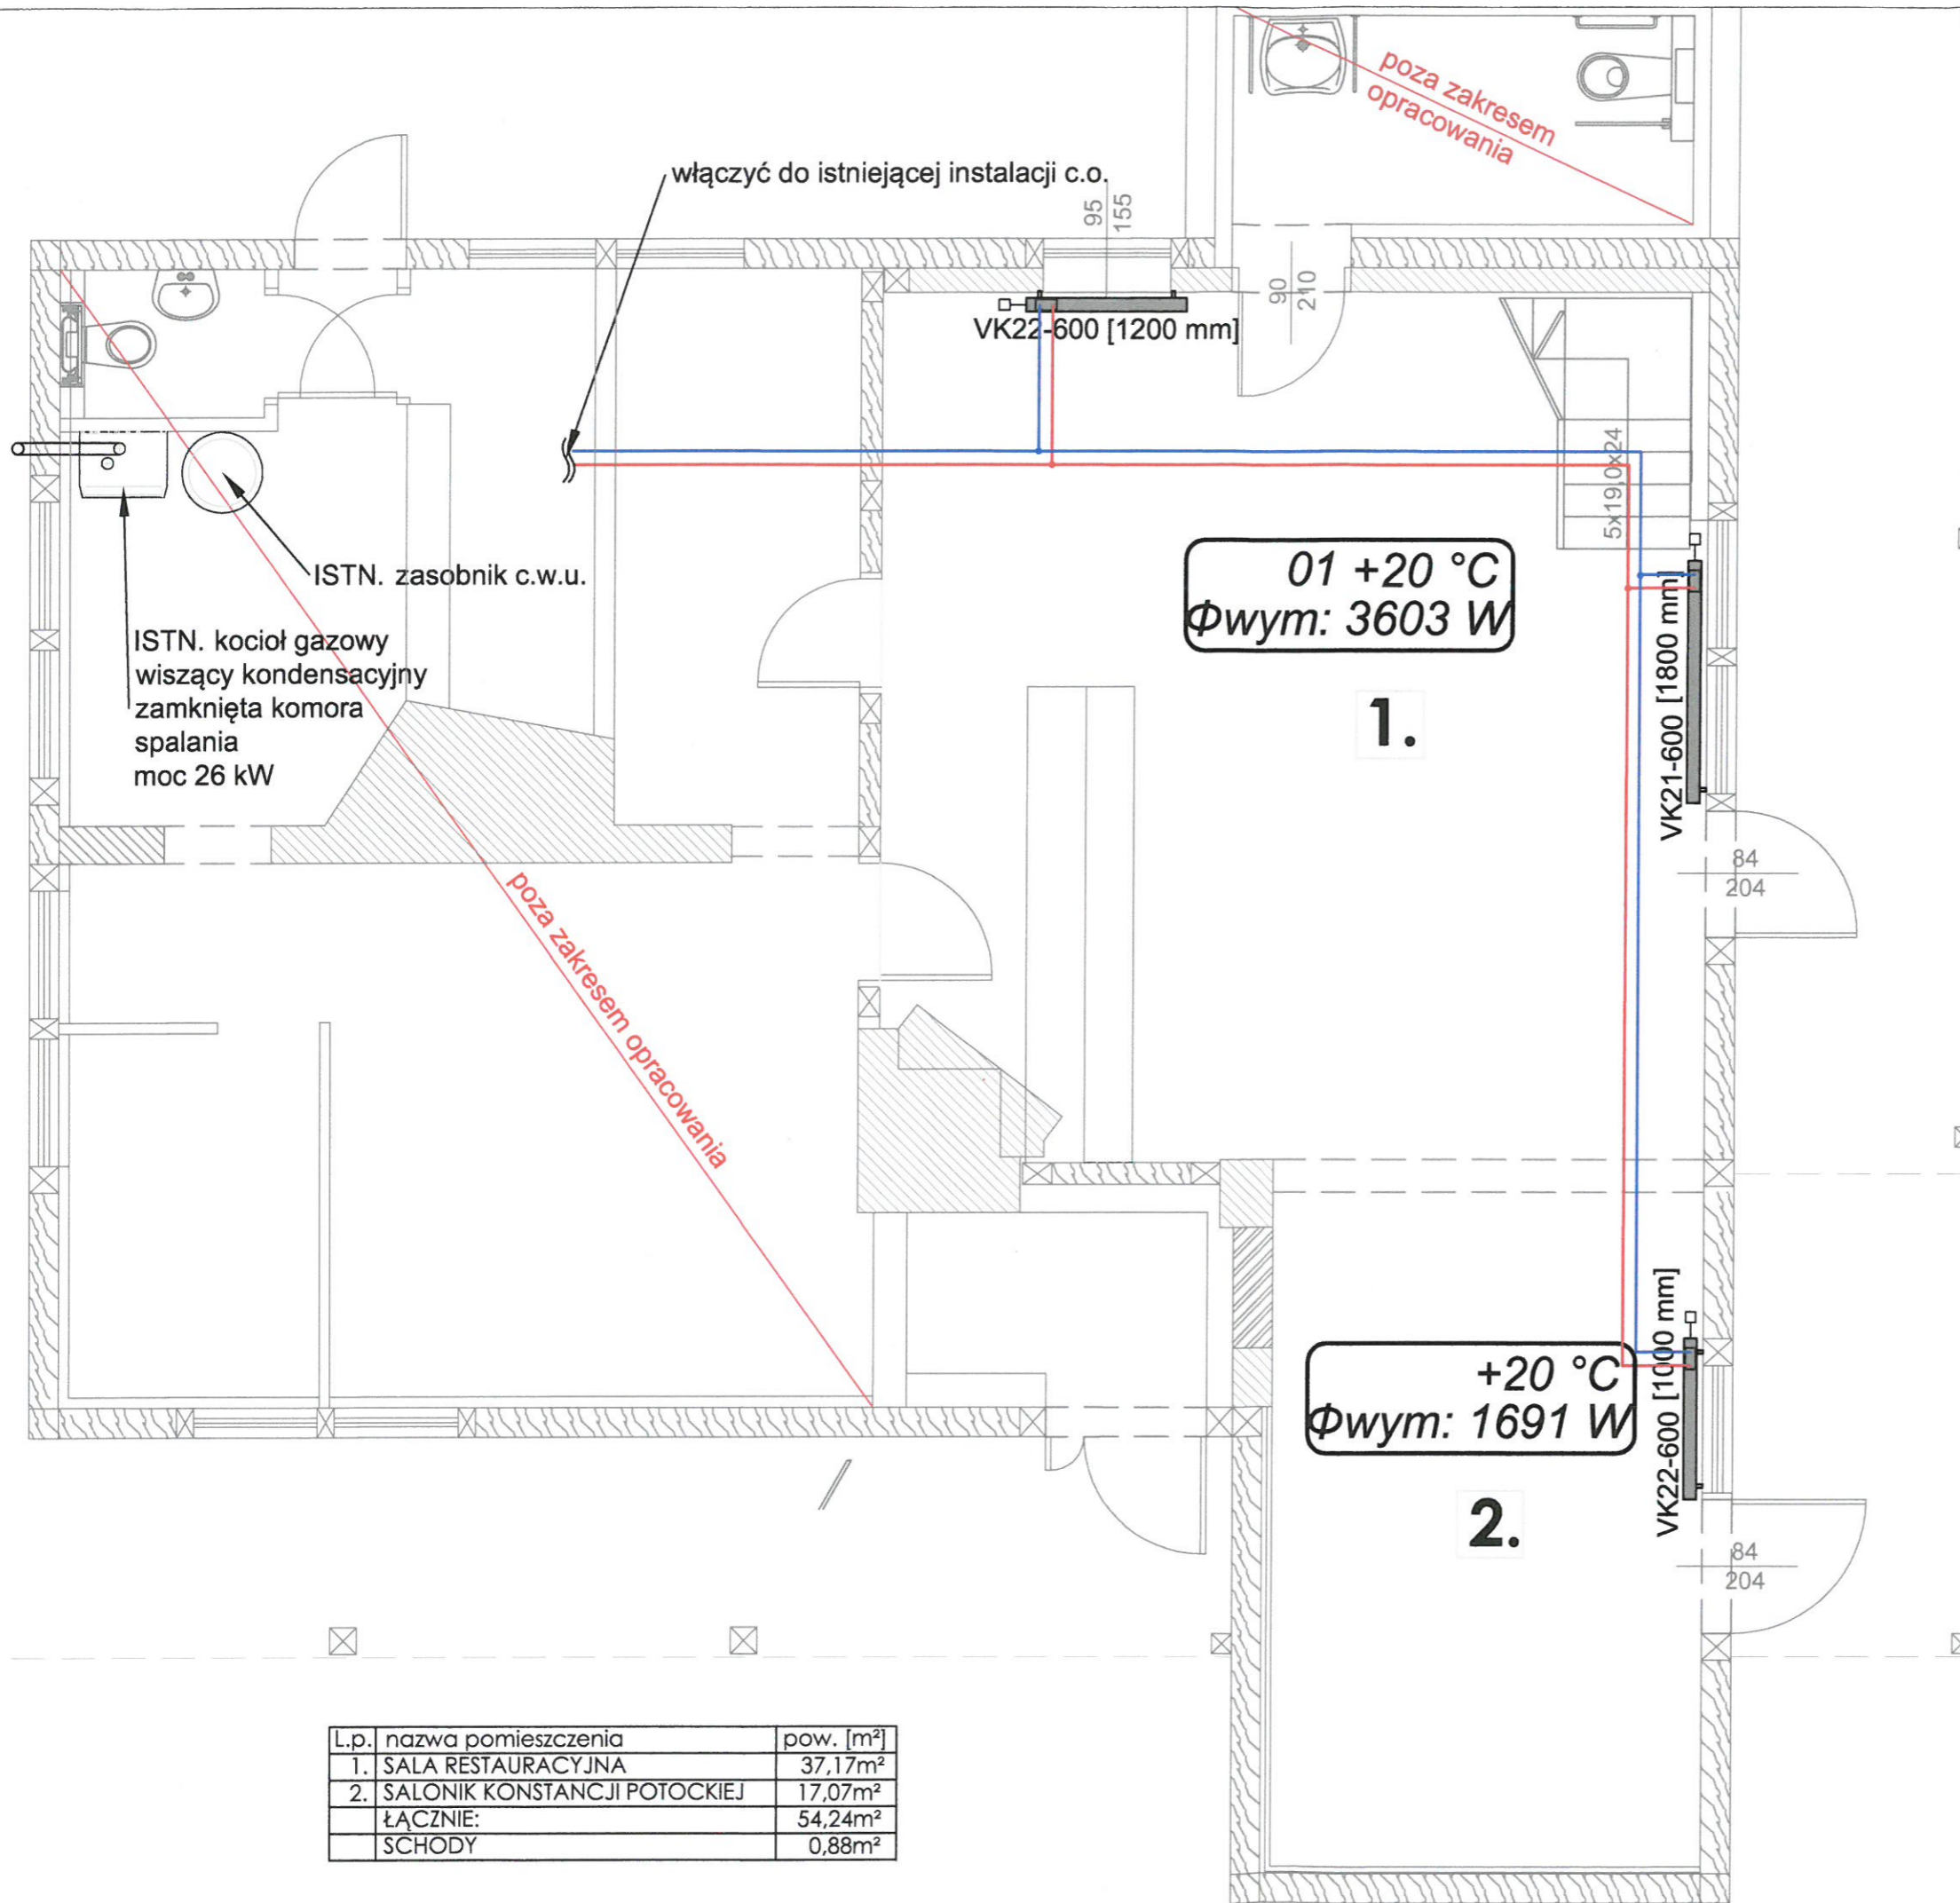 poza zakresem
opracowania
włączyć do istniejącej instalacji c.o.
95
155
90
210
VK22-600 [1200 mm]
5x19,0x24
ISTN. zasobnik c.w.u.
01 +20 °C
Φwym: 3603 W
ISTN. kocioł gazowy
wiszący kondensacyjny
zamknięta komora
spalania
moc 26 kW
1.
VK21-600 [1800 mm]
84
204
poza zakresem opracowania
+20 °C
Φwym: 1691 W
VK22-600 [1000 mm]
2.
84
204
L.p. nazwa pomieszczenia pow. [m²]
1. SALA RESTAURACYJNA 37,17m²
2. SALONIK KONSTANCJI POTOCKIEJ 17,07m²
ŁĄCZNIE: 54,24m²
SCHODY 0,88m²